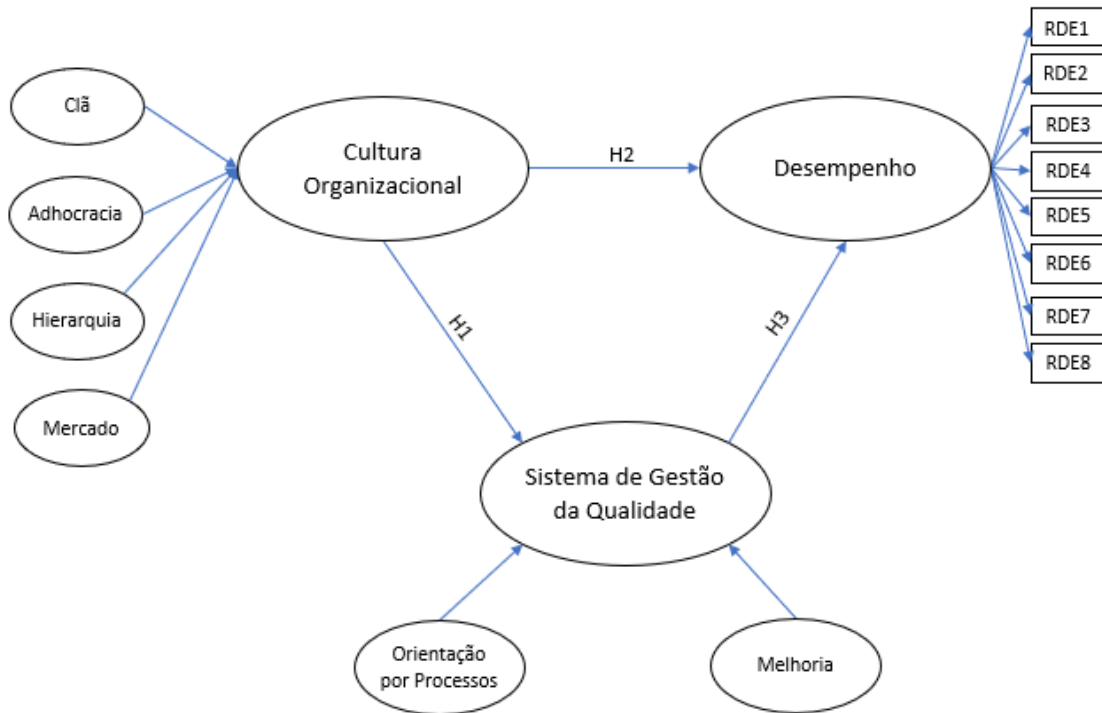 Clã
Adhocracia
Hierarquia
Mercado
Cultura
Organizacional
H2
H1
Desempenho
H3
RDE1
RDE2
RDE3
RDE4
RDE5
RDE6
RDE7
RDE8
Sistema de Gestão
da Qualidade
Orientação
por Processos
Melhoria